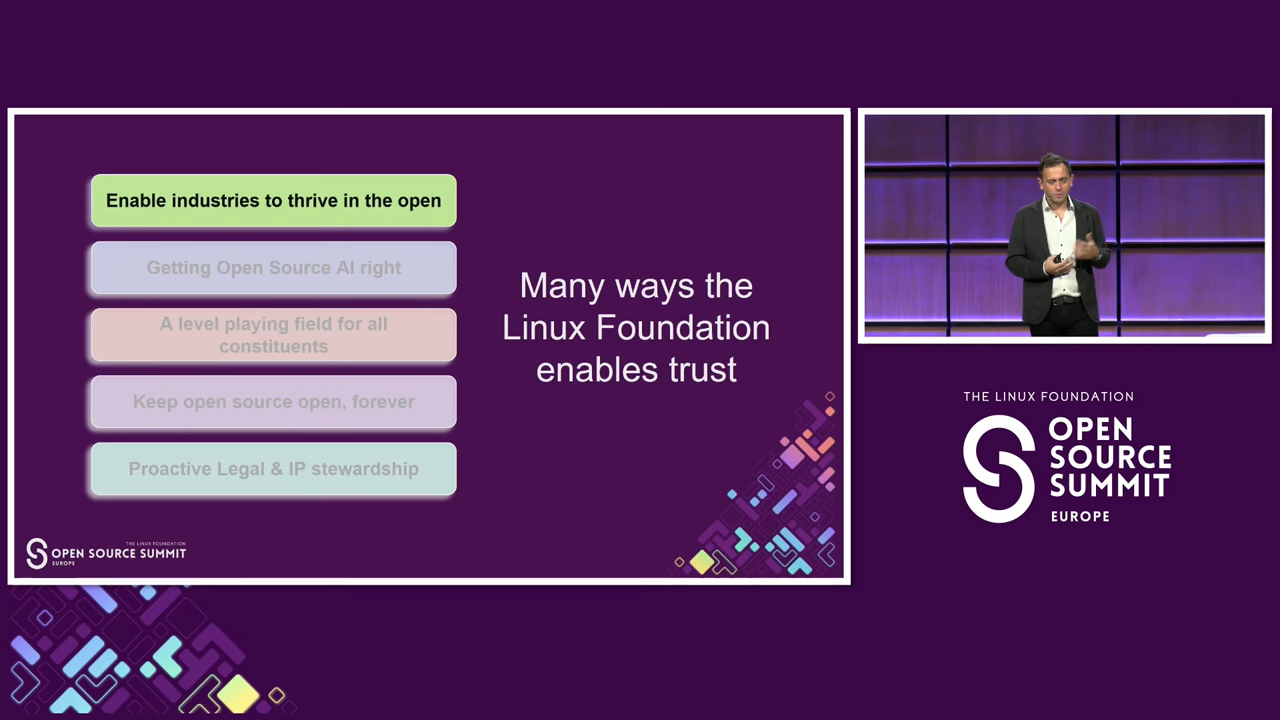 Enable industries to thrive in the open
Getting Open Source AI right
A level playing field for all
constituents
Keep open source open, forever
Proactive Legal & IP stewardship
Many ways the
Linux Foundation
enables trust
THE LINUX FOUNDATION
OPEN SOURCE SUMMIT
EUROPE
THE LINUX FOUNDATION
OPEN
SOURCE
SUMMIT
EUROPE